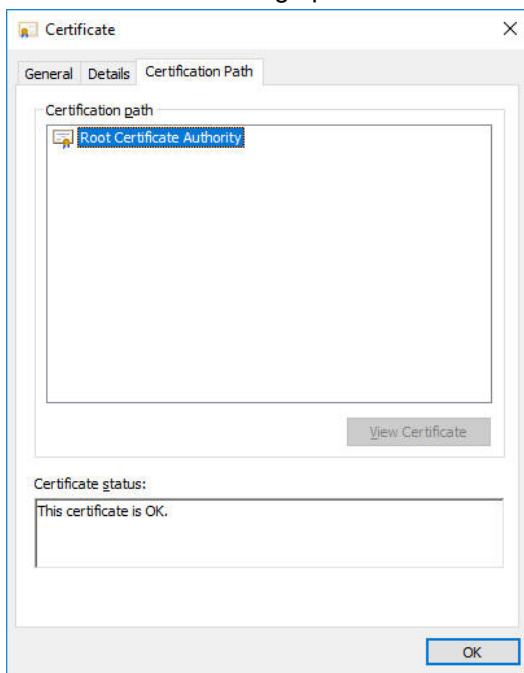 Certificate
General Details Certification Path
Certification path
Root Certificate Authority
View Certificate
Certificate status:
This certificate is OK.
OK